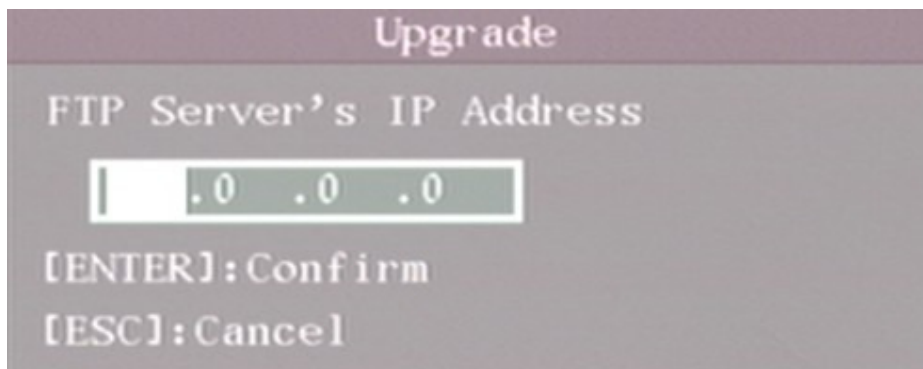 Upgrade
FTP Server's IP Address
.0 .0 .0
[ENTER]:Confirm
[ESC]:Cancel